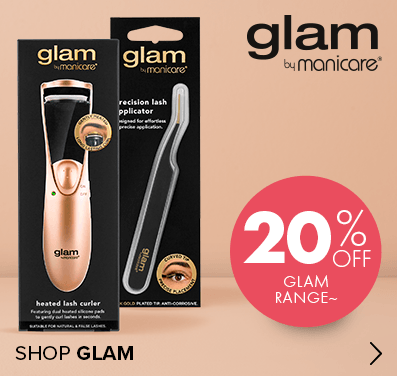 glam
by manicare®
glam
by manicare®
glam
by manicare®
recision lash
pplicator
esigned for effortless
precise application.
glam
by manicare
heated lash curler
Featuring dual heated silicone pads
to gently curl lashes in seconds.
SUITABLE FOR NATURAL & FALSE LASHES.
glam
CURVED TIP
K GOLD PLATED TIP. ANTI-CORROSIVE.
20% OFF
GLAM
RANGE~
SHOP GLAM